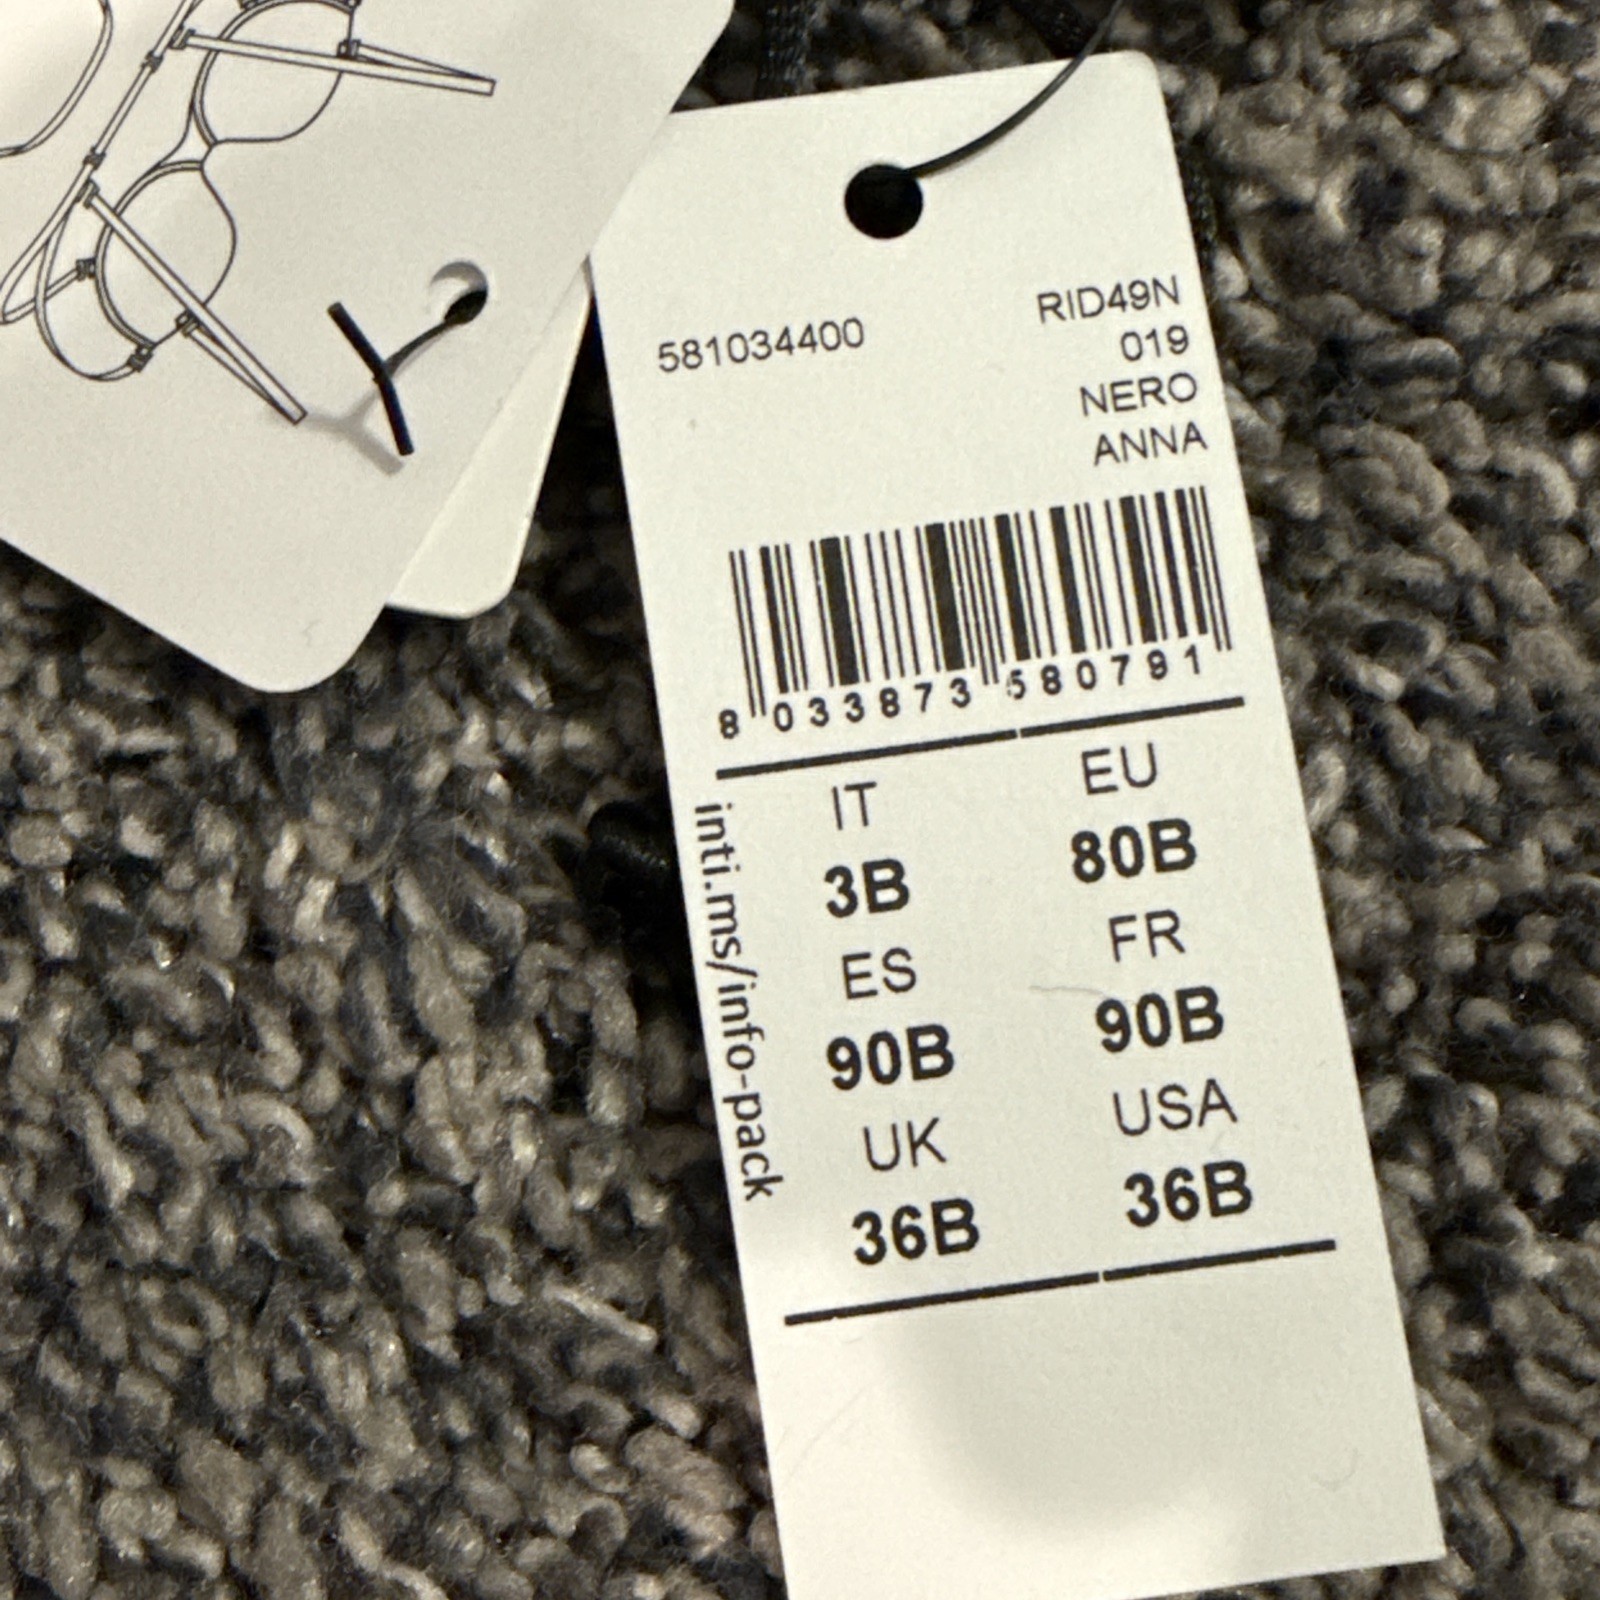 581034400
RID49N
019
NERO
ANNA
8 033873 580791
IT
3B
EU
80B
ES
90B
FR
90B
UK
36B
USA
36B
inti.ms/info-pack